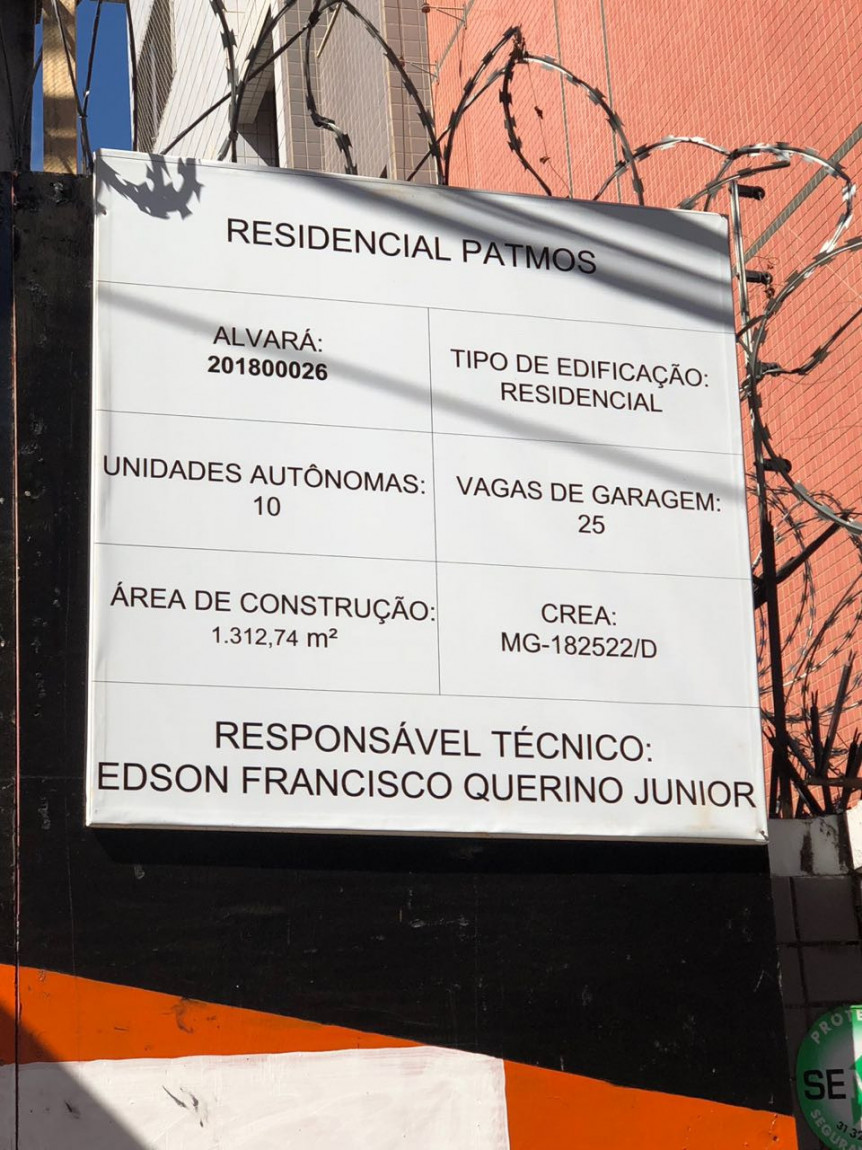 RESIDENCIAL PATMOS
ALVARÁ:
201800026
TIPO DE EDIFICAÇÃO:
RESIDENCIAL
UNIDADES AUTÔNOMAS:
10
VAGAS DE GARAGEM:
25
ÁREA DE CONSTRUÇÃO:
1.312,74 m²
CREA:
MG-182522/D
RESPONSÁVEL TÉCNICO:
EDSON FRANCISCO QUERINO JUNIOR